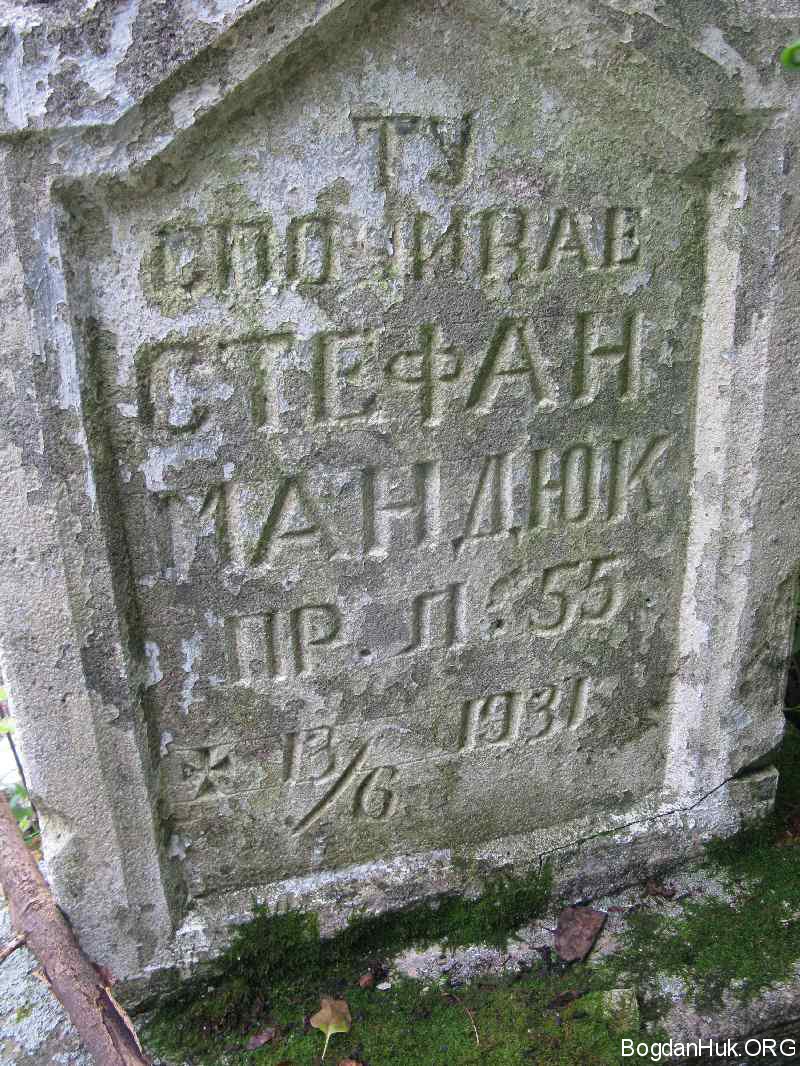 ТУ
СПОЧИВАЄ
СТЕФАН
МАНДЮК
ПР. Л. 55
✠ 13/6 1931
BogdanHuk.ORG